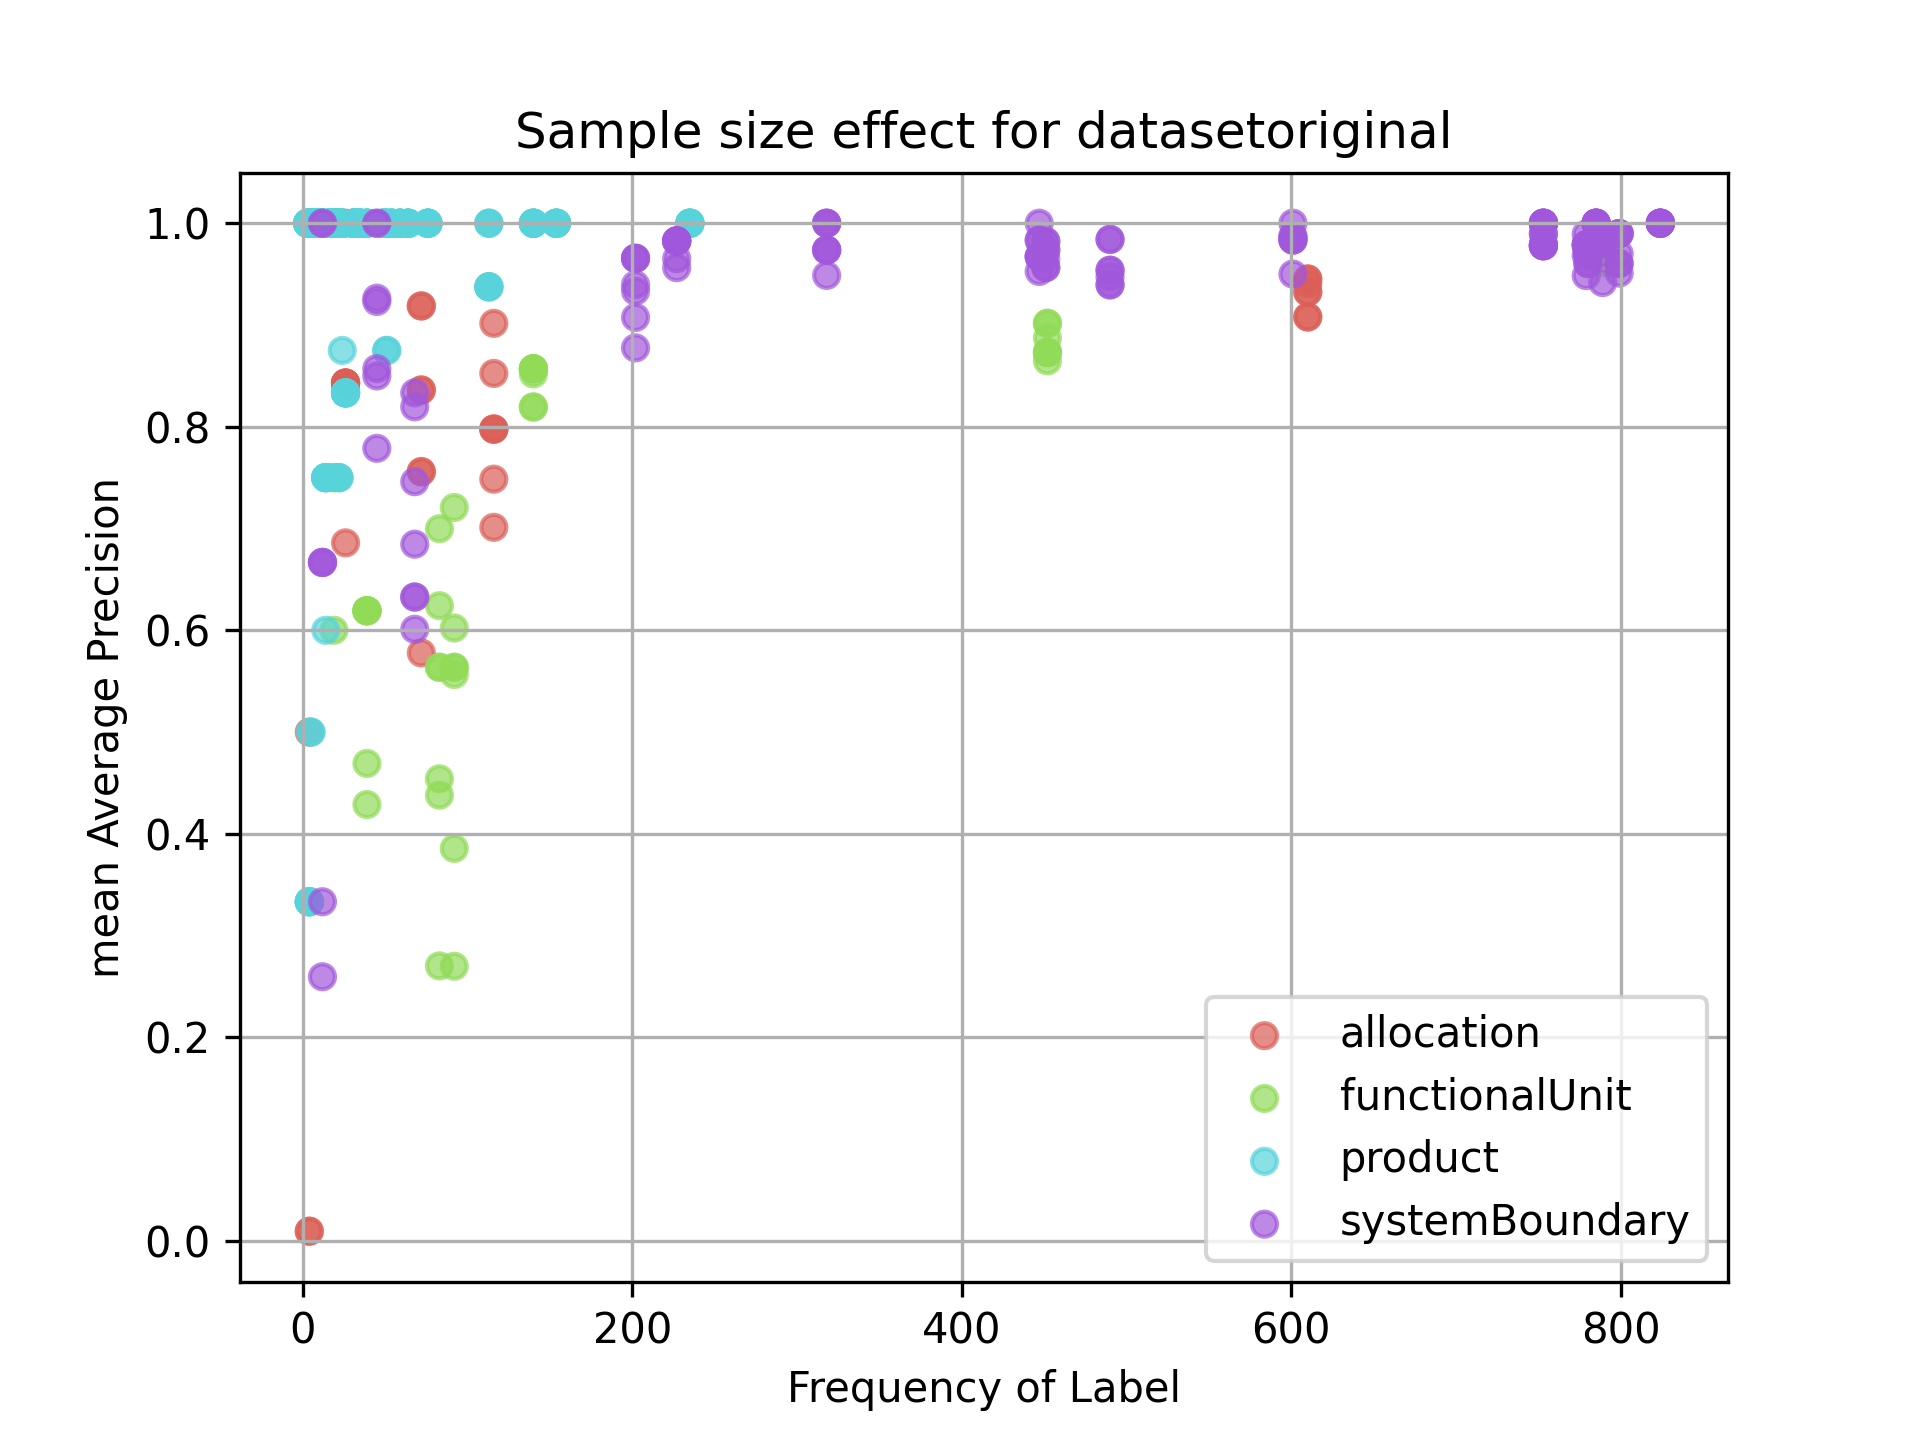 Sample size effect for datasetoriginal
mean Average Precision
1.0
0.8
0.6
0.4
0.2
0.0
0 200 400 600 800
Frequency of Label
allocation
functionalUnit
product
systemBoundary